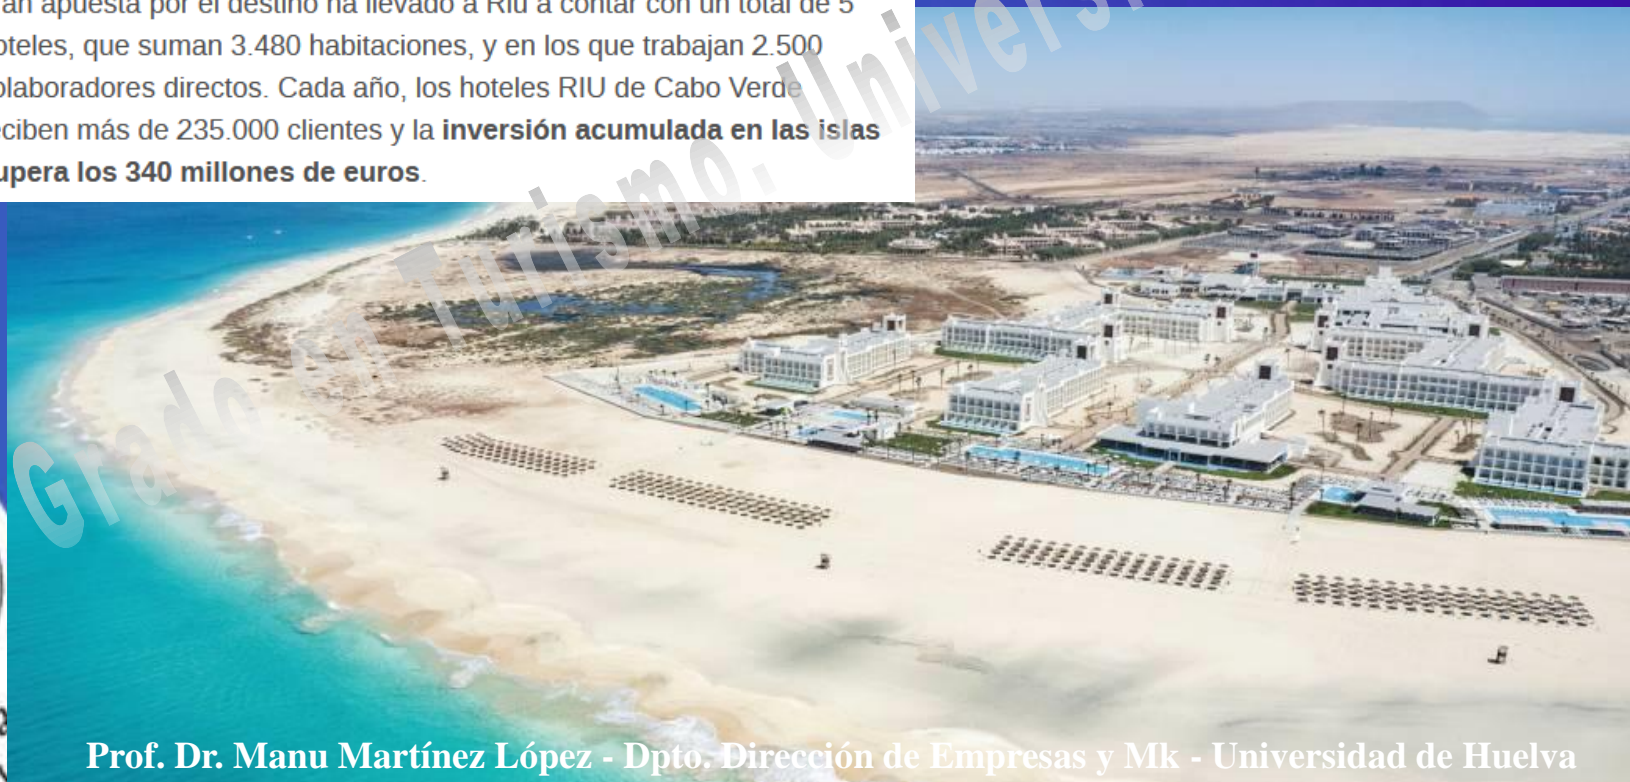 an apuesta por el destino ha llevado a Riu a contar con un total de 5
oteles, que suman 3.480 habitaciones, y en los que trabajan 2.500
olaboradores directos. Cada año, los hoteles RIU de Cabo Verde
eciben más de 235.000 clientes y la inversión acumulada en las islas
upera los 340 millones de euros.
Grado en Turismo, Univers
Prof. Dr. Manu Martínez López - Dpto. Dirección de Empresas y Mk - Universidad de Huelva